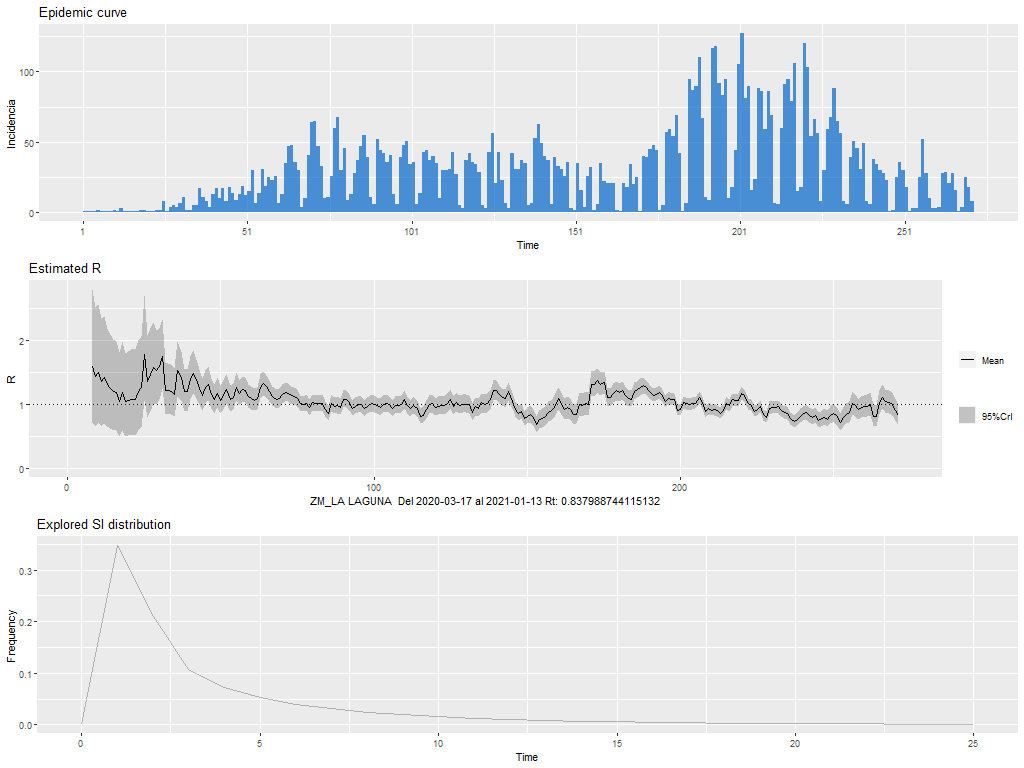 Epidemic curve
Incidencia
100
50
0
1
51
101
151
201
251
Time
Estimated R
R
2
1
0
0
100
200
Mean
95%CrI
ZM_LA LAGUNA  Del 2020-03-17 al 2021-01-13 Rt: 0.837988744115132
Explored SI distribution
Frequency
0.3
0.2
0.1
0.0
0
5
10
15
20
25
Time